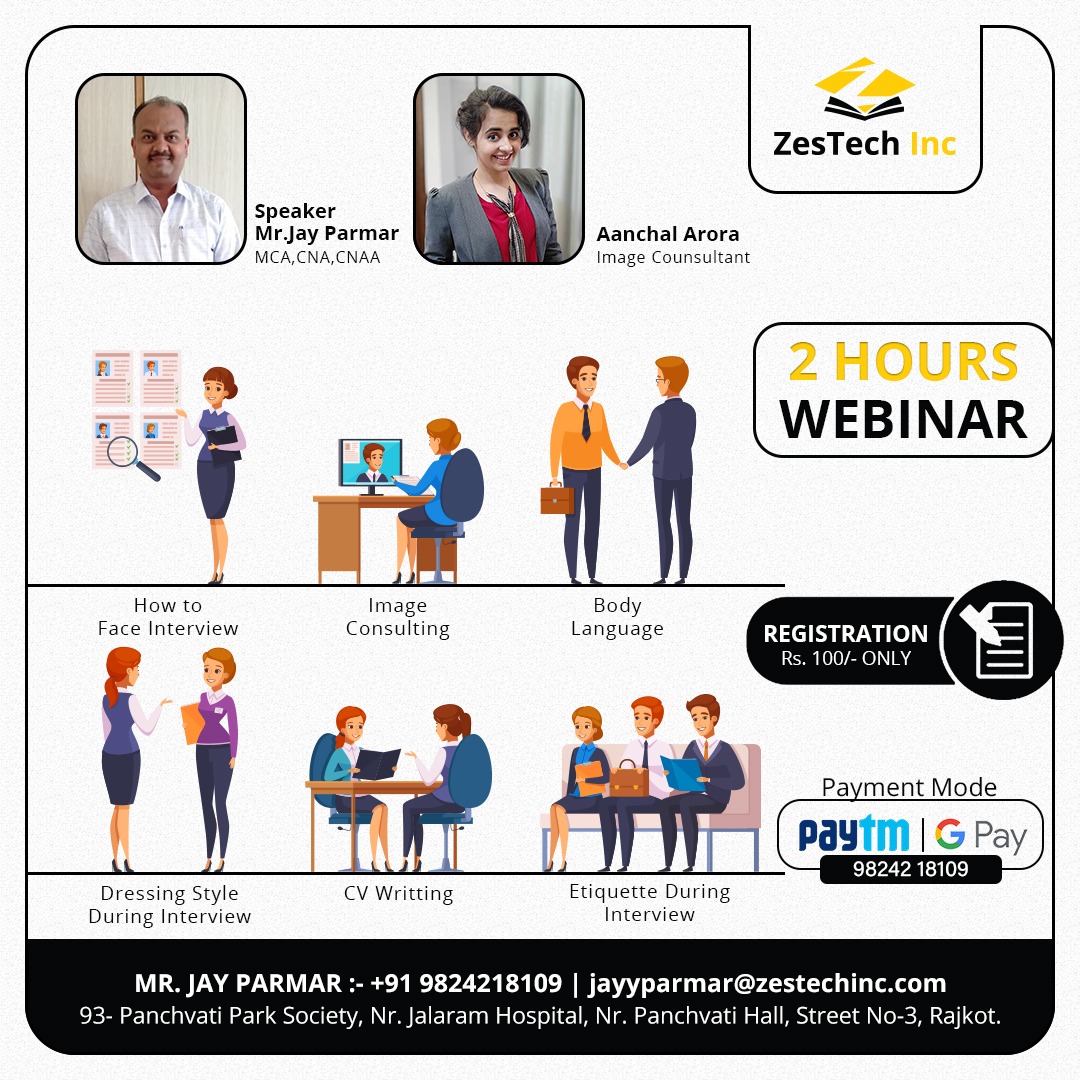 ZesTech Inc
Speaker
Mr.Jay Parmar
MCA,CNA,CNAA
Aanchal Arora
Image Counsultant
2 HOURS
WEBINAR
How to
Face Interview
Image
Consulting
Body
Language
REGISTRATION
Rs. 100/- ONLY
Dressing Style
During Interview
CV Writting
Etiquette During
Interview
Payment Mode
paytm | G Pay
98242 18109
MR. JAY PARMAR :- +91 9824218109 | jayyparmar@zestechinc.com
93- Panchvati Park Society, Nr. Jalaram Hospital, Nr. Panchvati Hall, Street No-3, Rajkot.